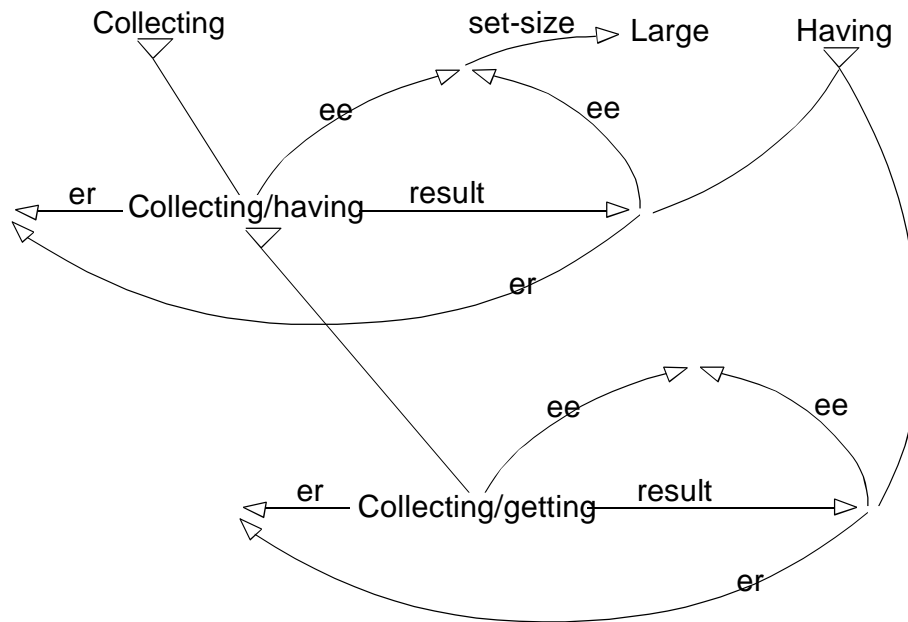 Collecting
set-size
Large
Having
ee
ee
er
Collecting/having
result
er
ee
ee
er
Collecting/getting
result
er